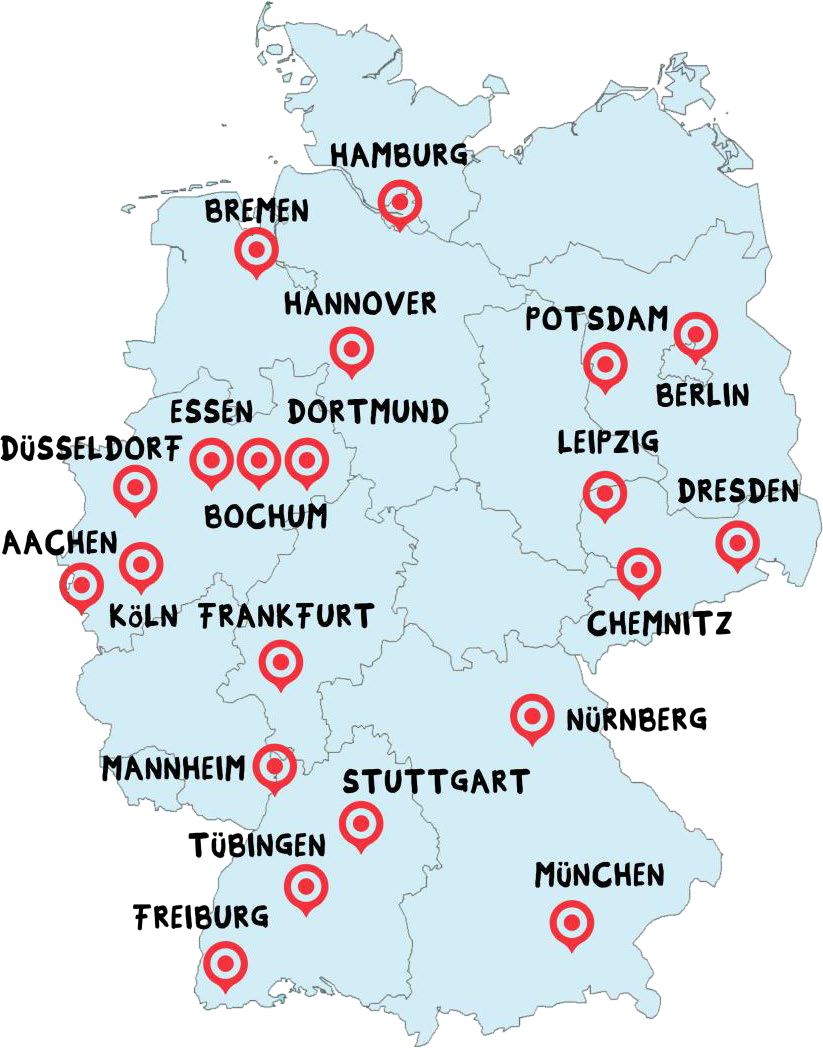 HAMBURG
BREMEN
HANNOVER
POTSDAM
BERLIN
ESSEN
DORTMUND
DÜSSELDORF
LEIPZIG
DRESDEN
BOCHUM
AACHEN
KÖLN
FRANKFURT
CHEMNITZ
NÜRNBERG
MANNHEIM
STUTTGART
TÜBINGEN
MÜNCHEN
FREIBURG